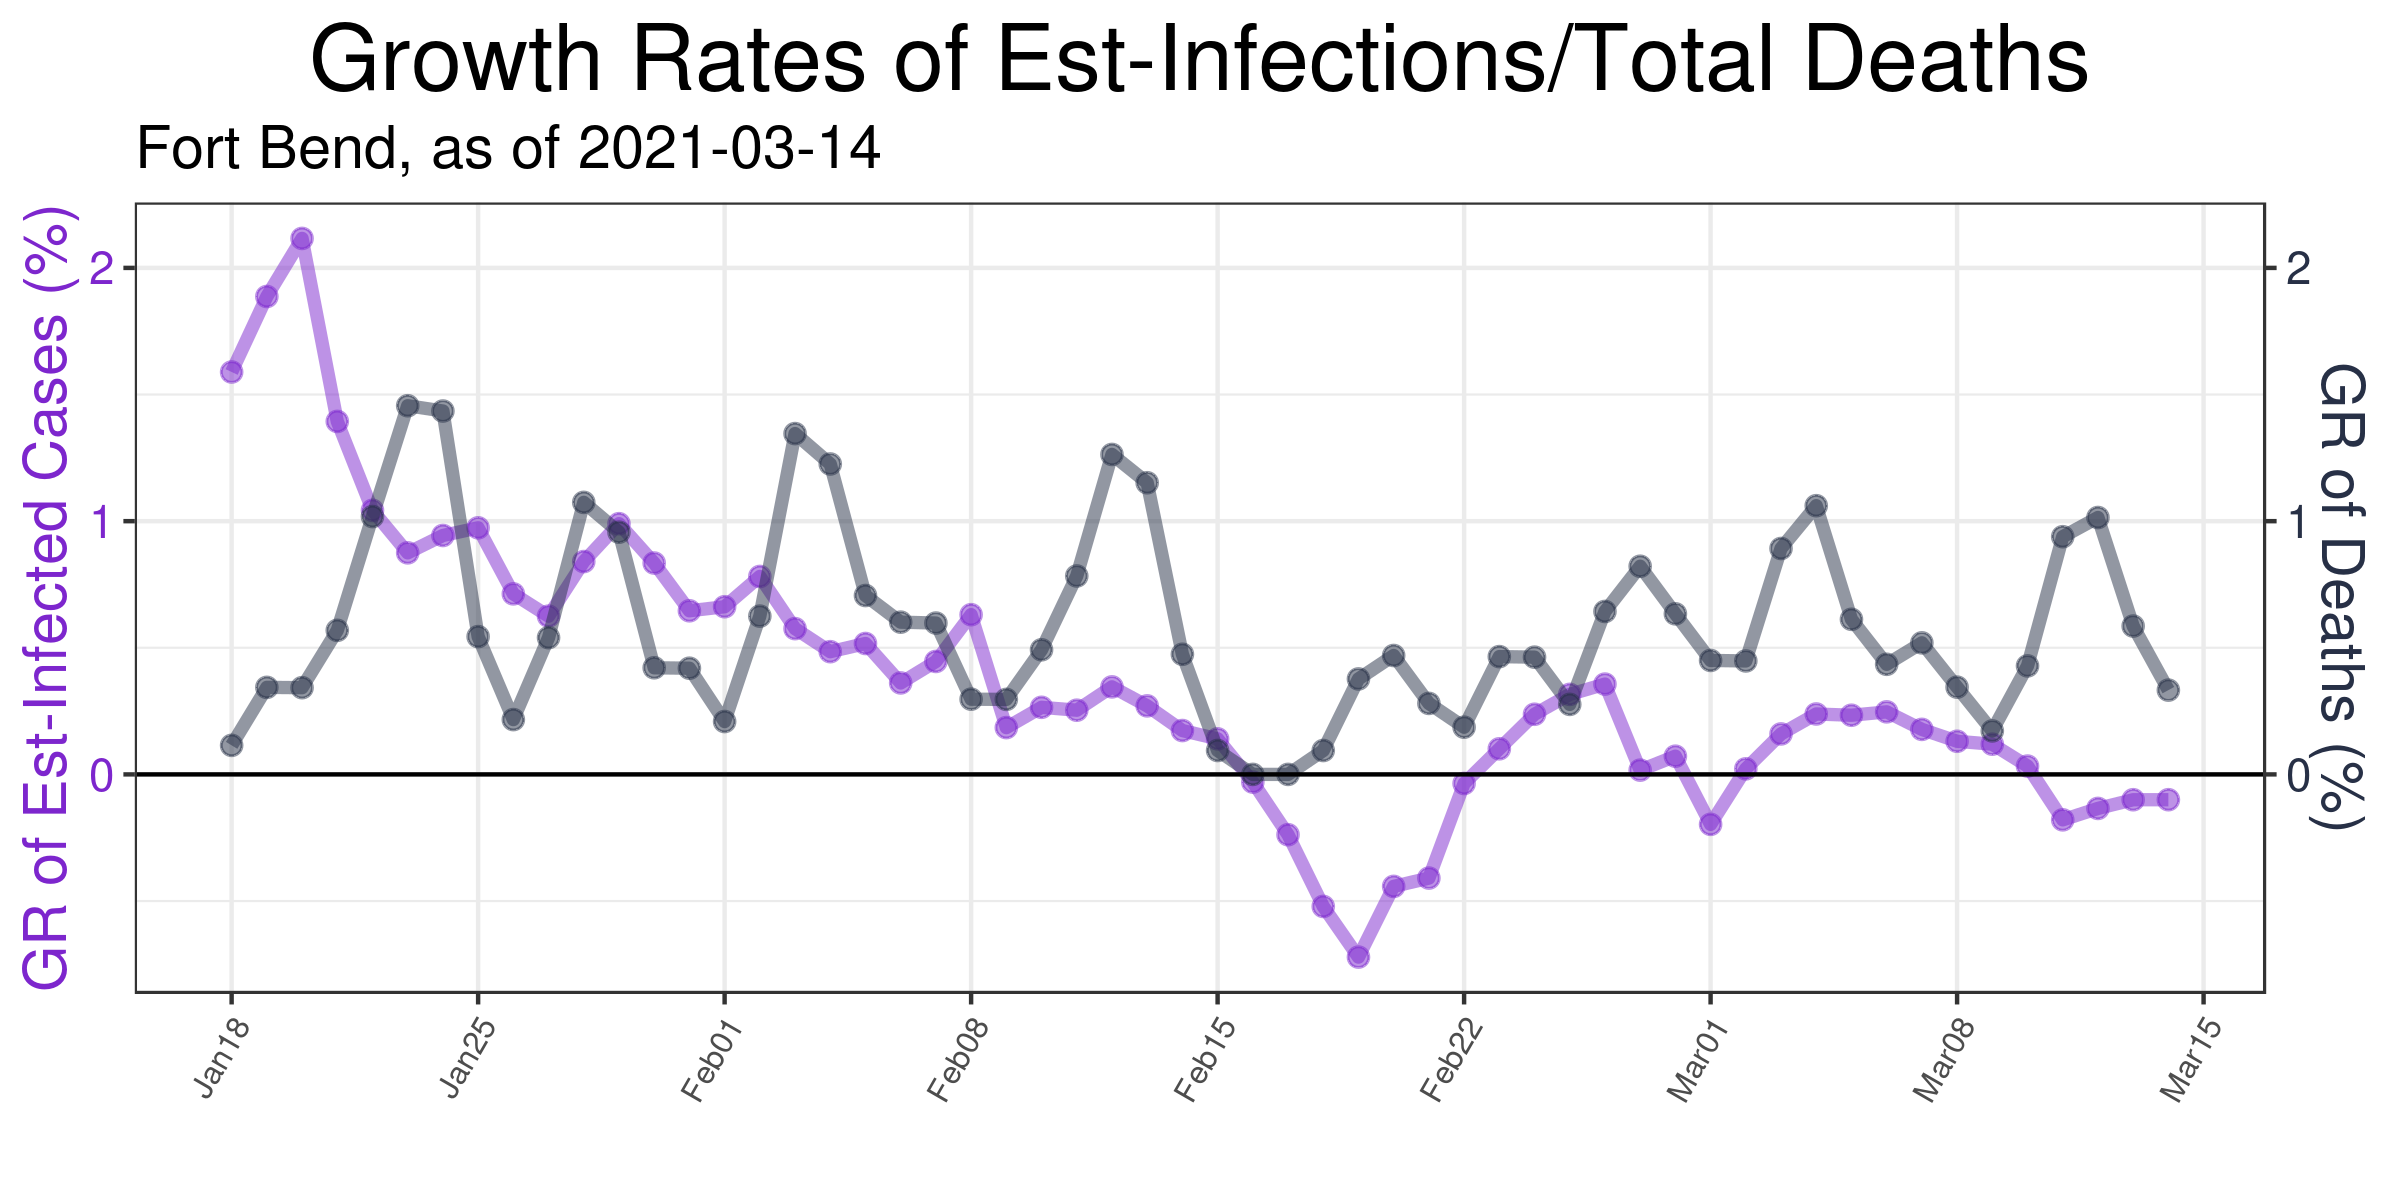 Growth Rates of Est-Infections/Total Deaths
Fort Bend, as of 2021-03-14
GR of Est-Infected Cases (%)
2
1
0
2
1
0
GR of Deaths (%)
Jan18
Jan25
Feb01
Feb08
Feb15
Feb22
Mar01
Mar08
Mar15